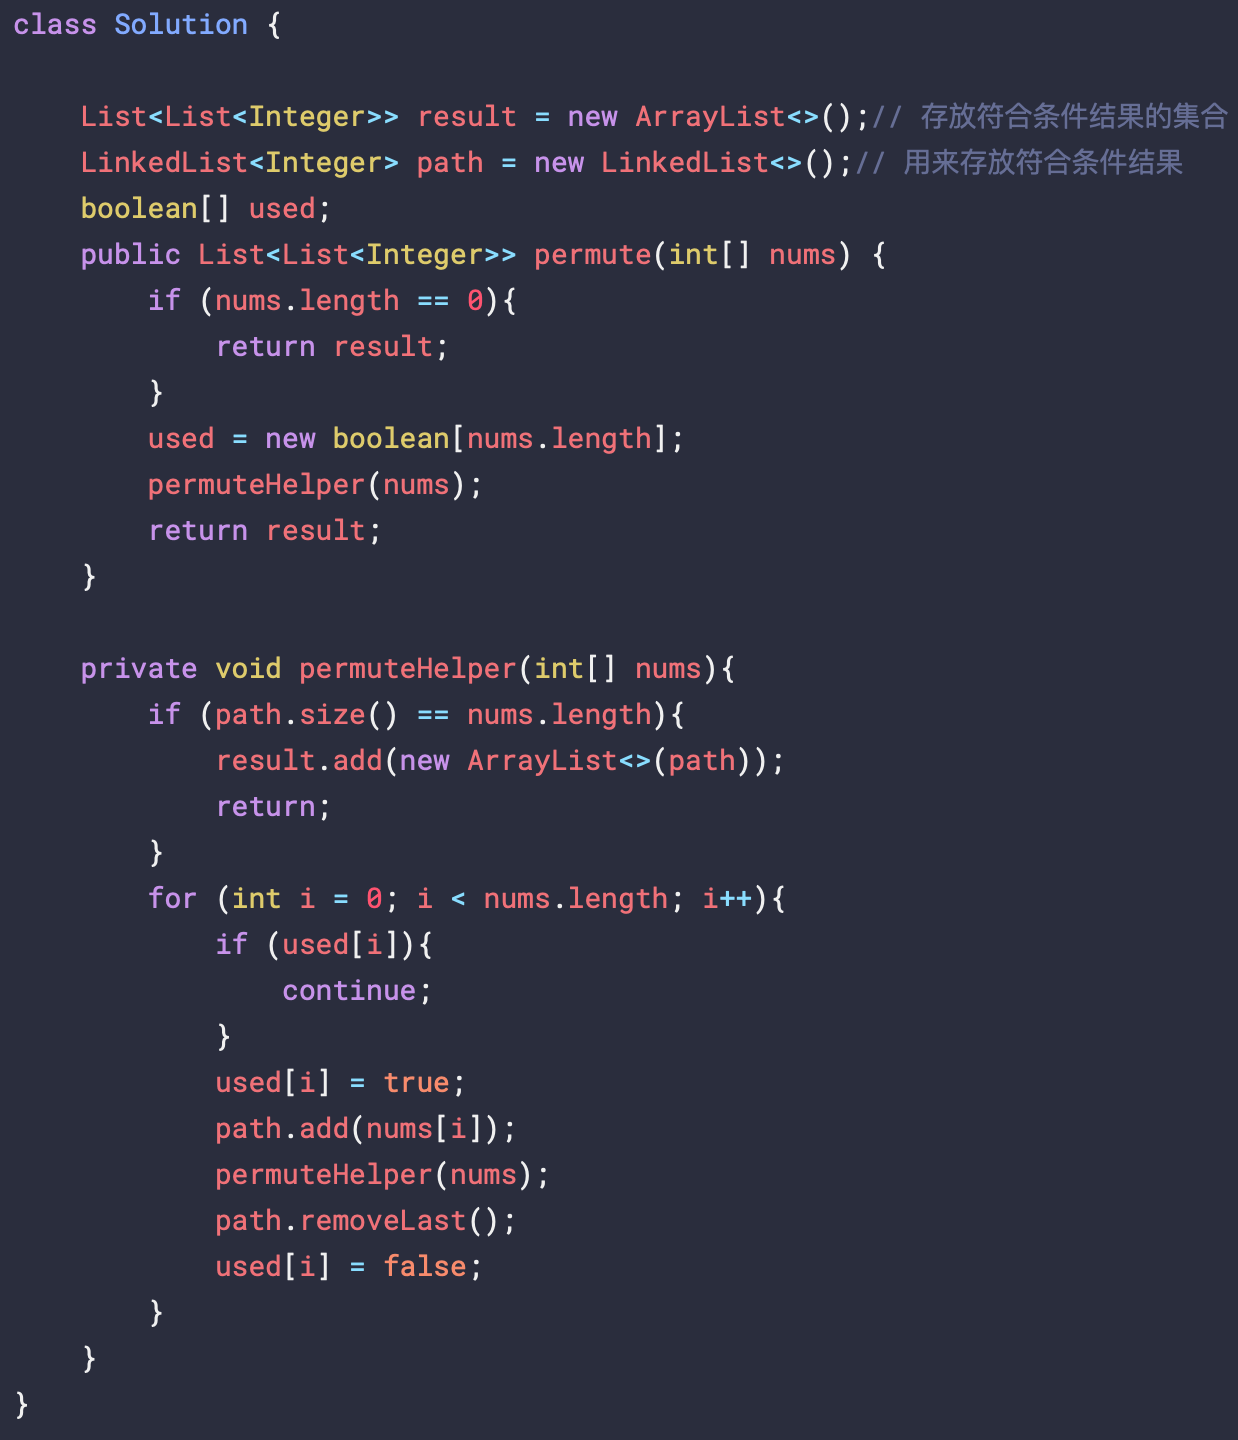 class Solution {

    List<List<Integer>> result = new ArrayList<>();// 存放符合条件结果的集合
    LinkedList<Integer> path = new LinkedList<>();// 用来存放符合条件结果
    boolean[] used;
    public List<List<Integer>> permute(int[] nums) {
        if (nums.length == 0){
            return result;
        }
        used = new boolean[nums.length];
        permuteHelper(nums);
        return result;
    }

    private void permuteHelper(int[] nums){
        if (path.size() == nums.length){
            result.add(new ArrayList<>(path));
            return;
        }
        for (int i = 0; i < nums.length; i++){
            if (used[i]){
                continue;
            }
            used[i] = true;
            path.add(nums[i]);
            permuteHelper(nums);
            path.removeLast();
            used[i] = false;
        }
    }
}